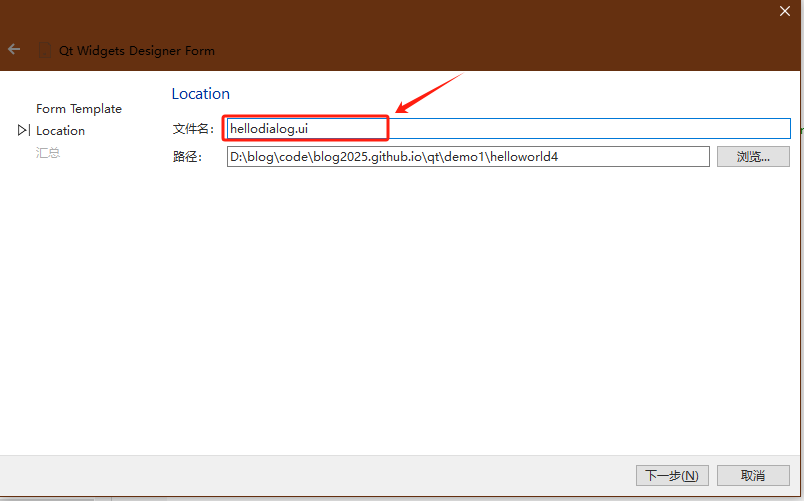 Qt Widgets Designer Form
Location
Form Template
文件名： hellodialog.ui
Location
路径： D:\blog\code\blog2025.github.io\qt\demo1\helloworld4 浏览...
汇总
下一步(N) 取消